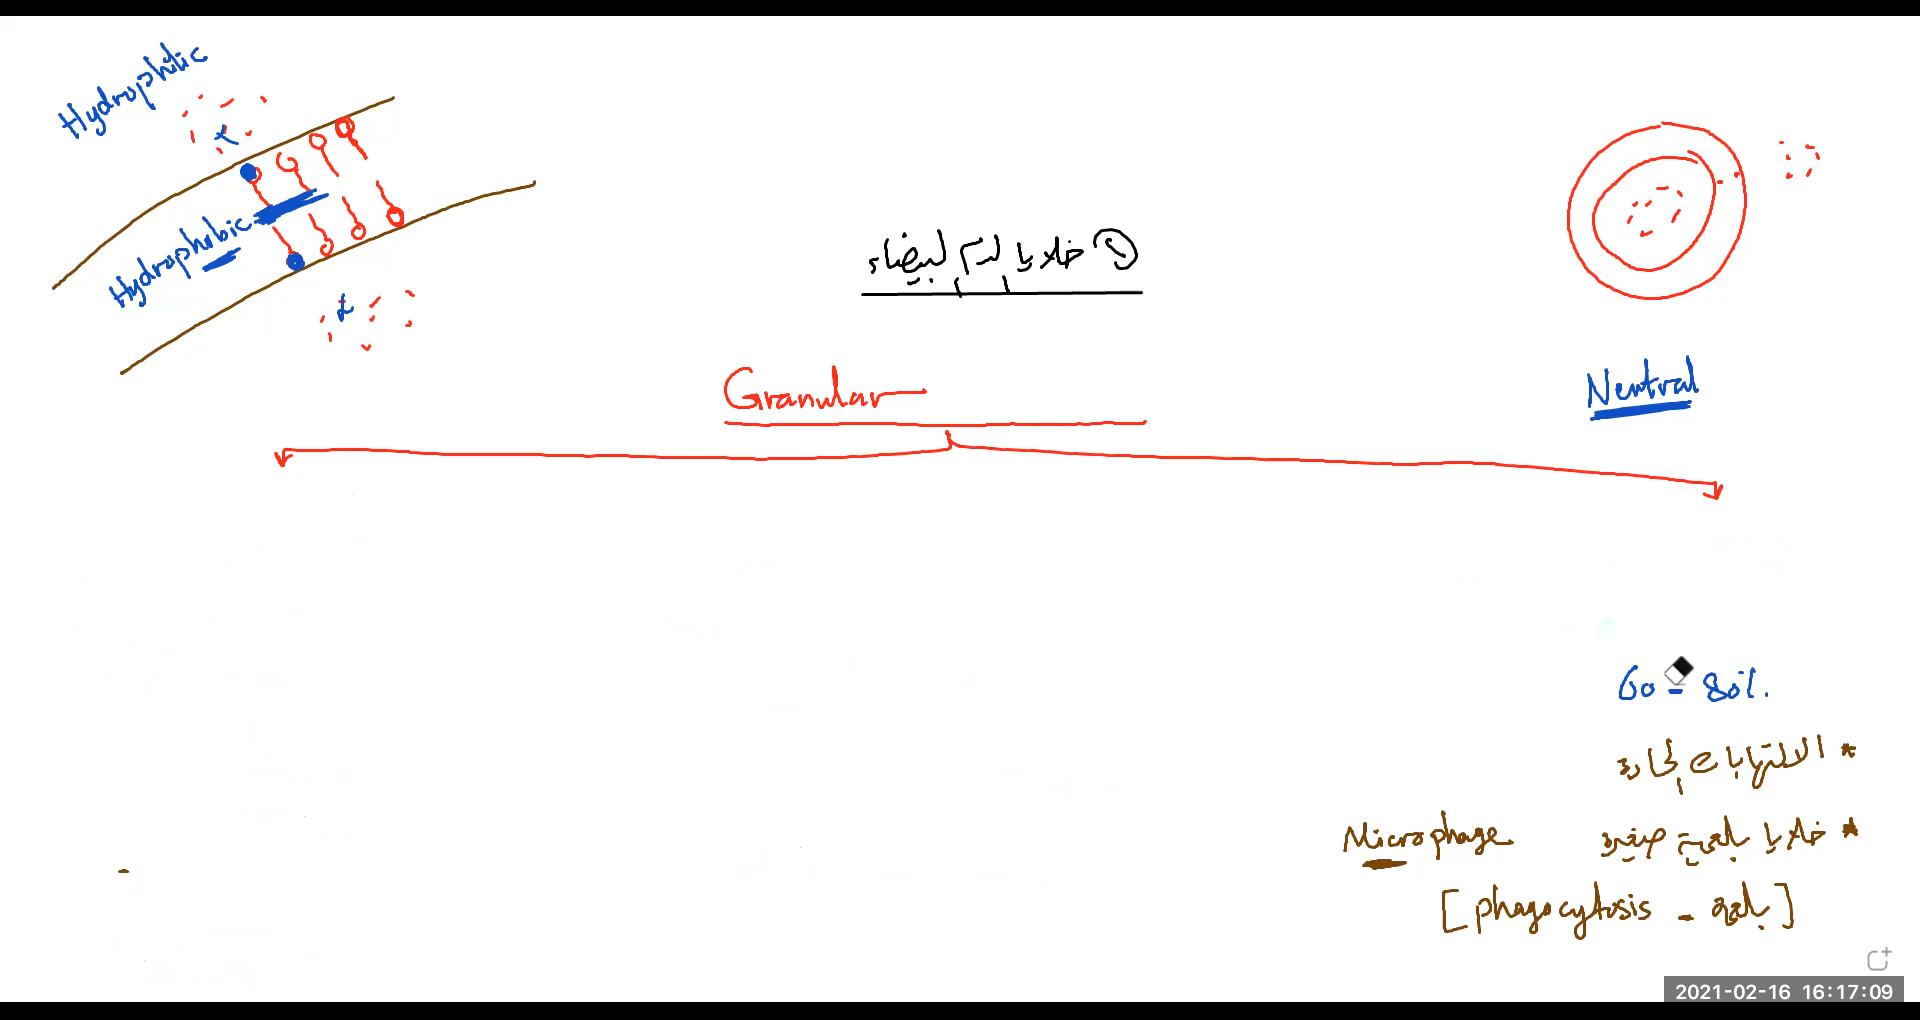 Hydrophilic
Hydrophobic
② خلايا الدم البيضاء
Granular
Neutral
60 - 80%.
* الالتهابات الحادة
* خلايا بلعمية صغيرة Microphage
[phagocytosis - بلعمة]
2021-02-16 16:17:09